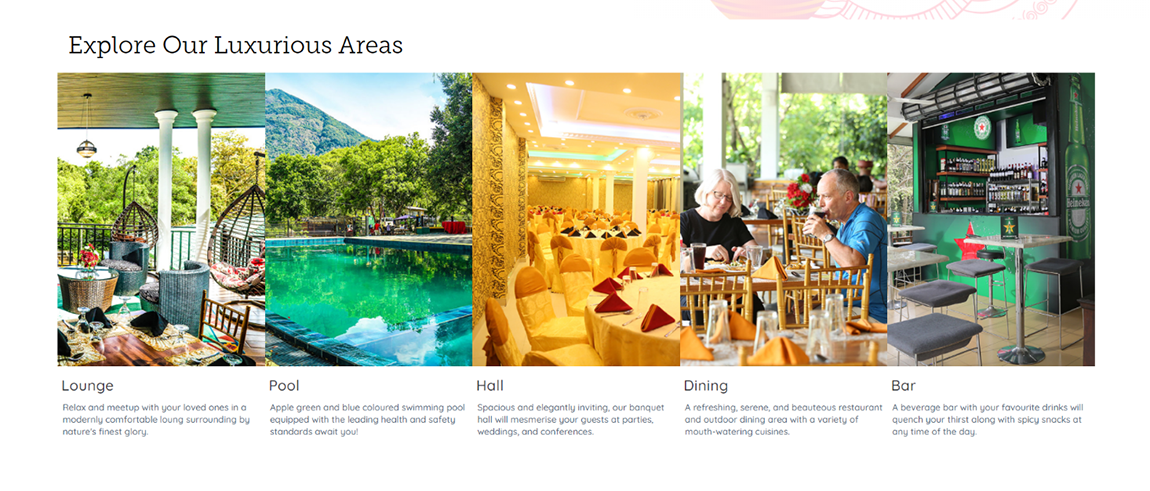 Explore Our Luxurious Areas
Heineken
Lounge
Relax and meetup with your loved ones in a
modernly comfortable loung surrounding by
nature's finest glory.
Pool
Apple green and blue coloured swimming pool
equipped with the leading health and safety
standards await you!
Hall
Spacious and elegantly inviting, our banquet
hall will mesmerise your guests at parties,
weddings, and conferences.
Dining
A refreshing, serene, and beauteous restaurant
and outdoor dining area with a variety of
mouth-watering cuisines.
Bar
A beverage bar with your favourite drinks will
quench your thirst along with spicy snacks at
any time of the day.